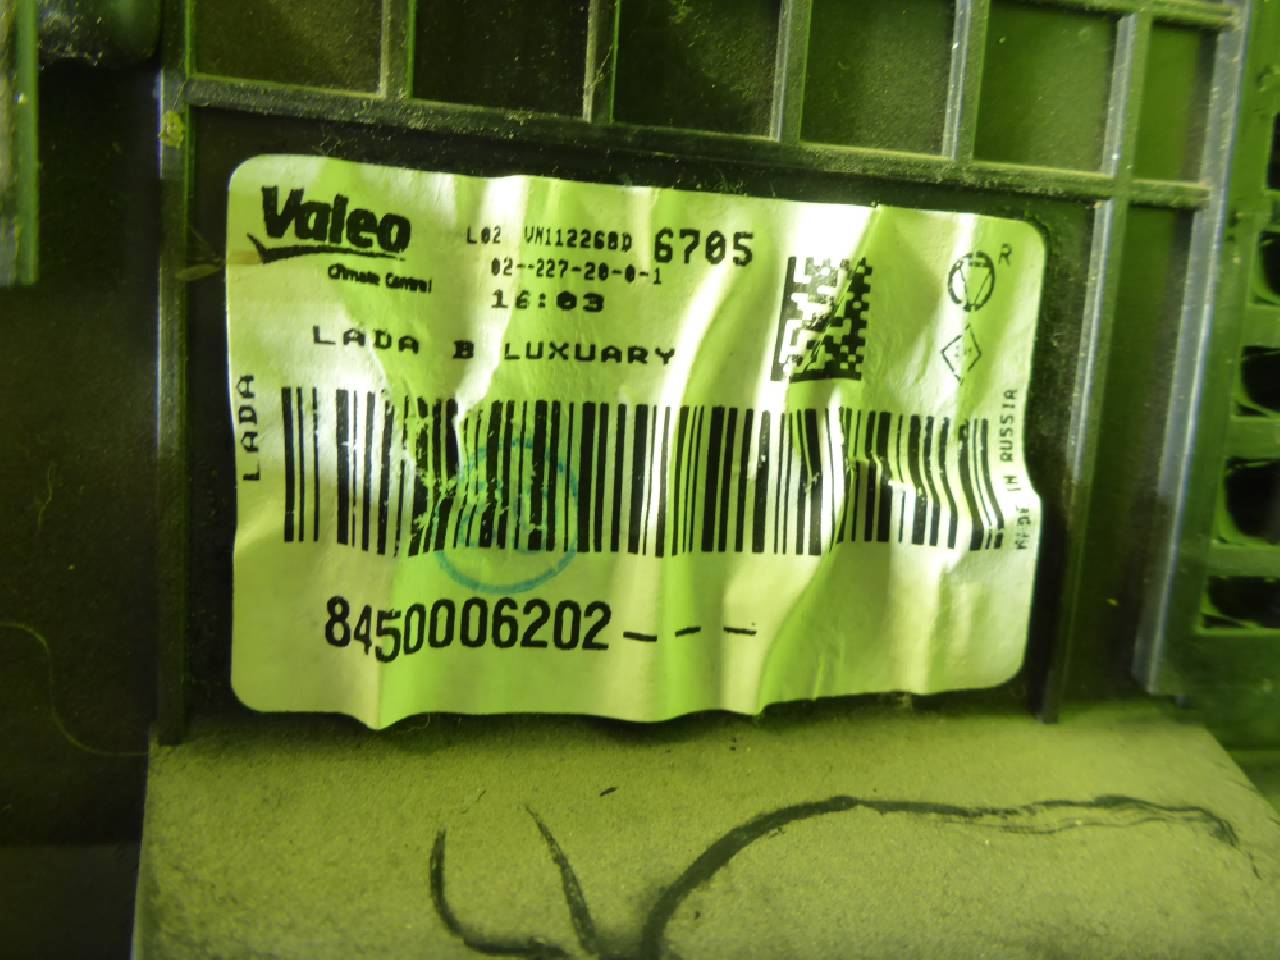 Valeo
Climate Control
L02 VM112268D 6705
02--227-20-0-1
16:03
LADA B LUXUARY
R
LADA
MADE IN RUSSIA
8450006202---